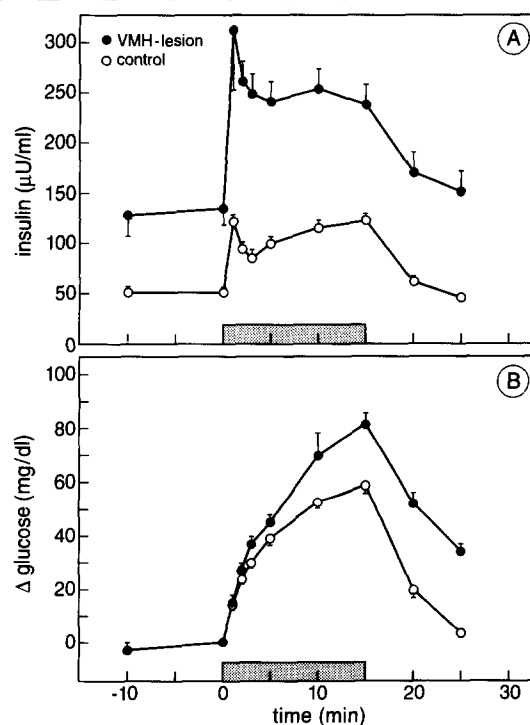 A
● VMH-lesion
○ control
insulin (µU/ml)
300
250
200
150
100
50
0
B
Δ glucose (mg/dl)
100
80
60
40
20
0
-10 0 10 20 30
time (min)